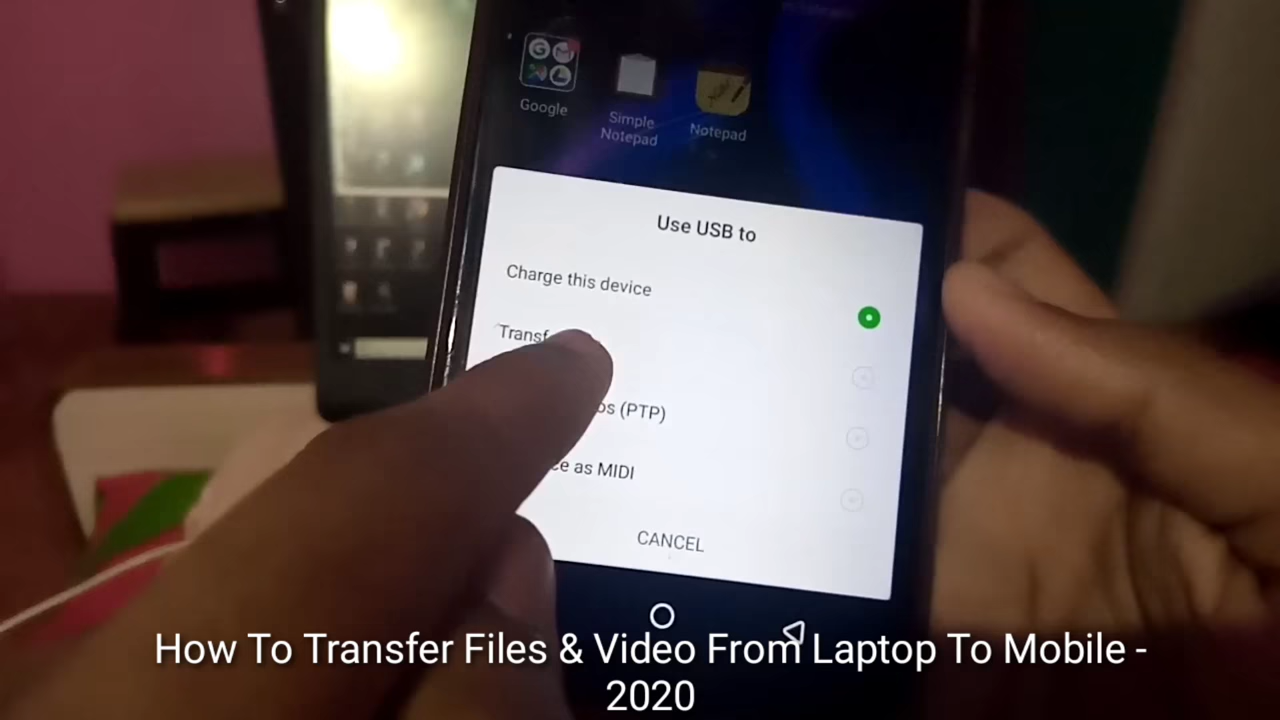 Google
Simple
Notepad
Notepad
Use USB to
Charge this device
(PTP)
as MIDI
CANCEL
How To Transfer Files & Video From Laptop To Mobile -
2020